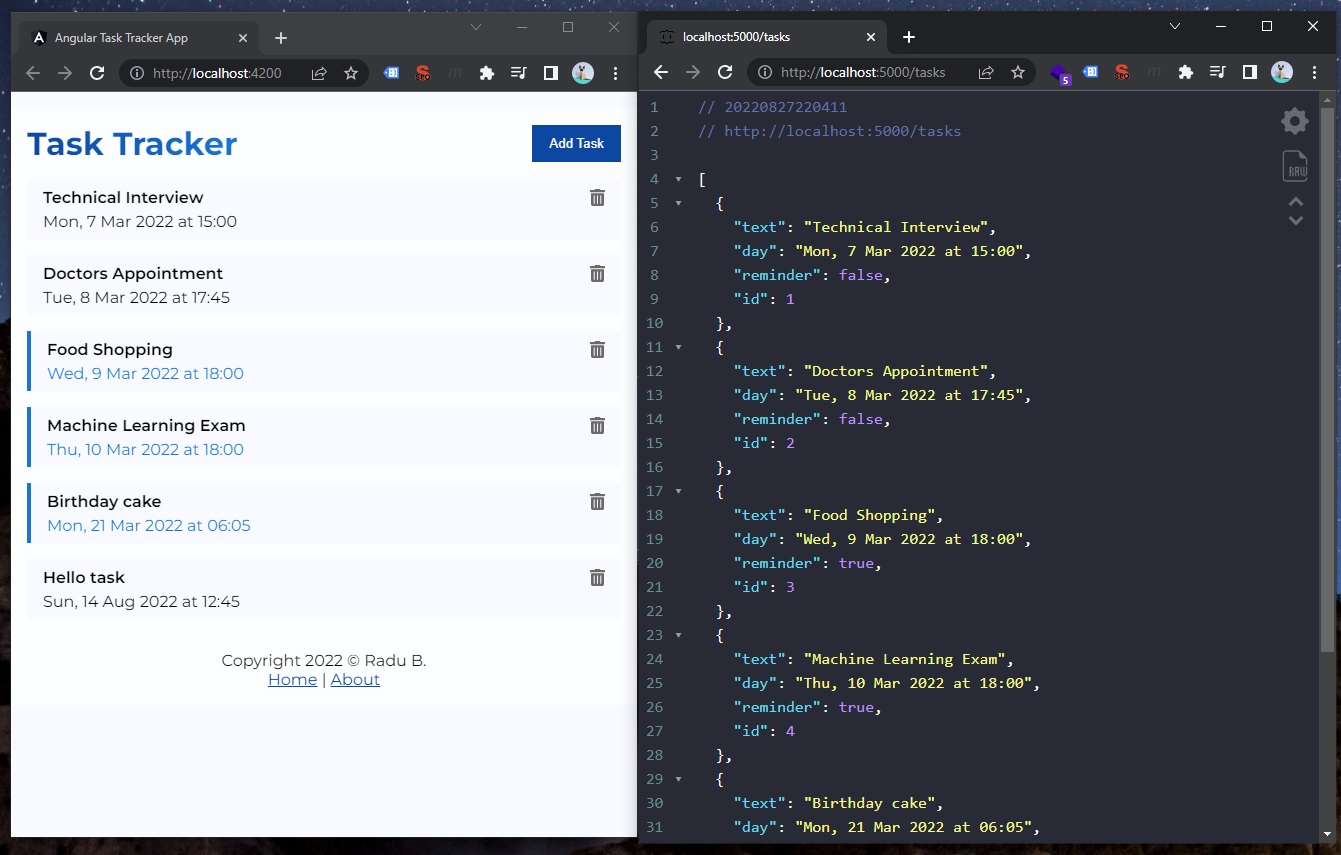 Angular Task Tracker App
http://localhost:4200
Task Tracker
Add Task
Technical Interview
Mon, 7 Mar 2022 at 15:00
Doctors Appointment
Tue, 8 Mar 2022 at 17:45
Food Shopping
Wed, 9 Mar 2022 at 18:00
Machine Learning Exam
Thu, 10 Mar 2022 at 18:00
Birthday cake
Mon, 21 Mar 2022 at 06:05
Hello task
Sun, 14 Aug 2022 at 12:45
Copyright 2022 © Radu B.
Home | About
localhost:5000/tasks
http://localhost:5000/tasks
5
RAW
1 // 20220827220411
2 // http://localhost:5000/tasks
3
4 [
5 {
6 "text": "Technical Interview",
7 "day": "Mon, 7 Mar 2022 at 15:00",
8 "reminder": false,
9 "id": 1
10 },
11 {
12 "text": "Doctors Appointment",
13 "day": "Tue, 8 Mar 2022 at 17:45",
14 "reminder": false,
15 "id": 2
16 },
17 {
18 "text": "Food Shopping",
19 "day": "Wed, 9 Mar 2022 at 18:00",
20 "reminder": true,
21 "id": 3
22 },
23 {
24 "text": "Machine Learning Exam",
25 "day": "Thu, 10 Mar 2022 at 18:00",
26 "reminder": true,
27 "id": 4
28 },
29 {
30 "text": "Birthday cake",
31 "day": "Mon, 21 Mar 2022 at 06:05",